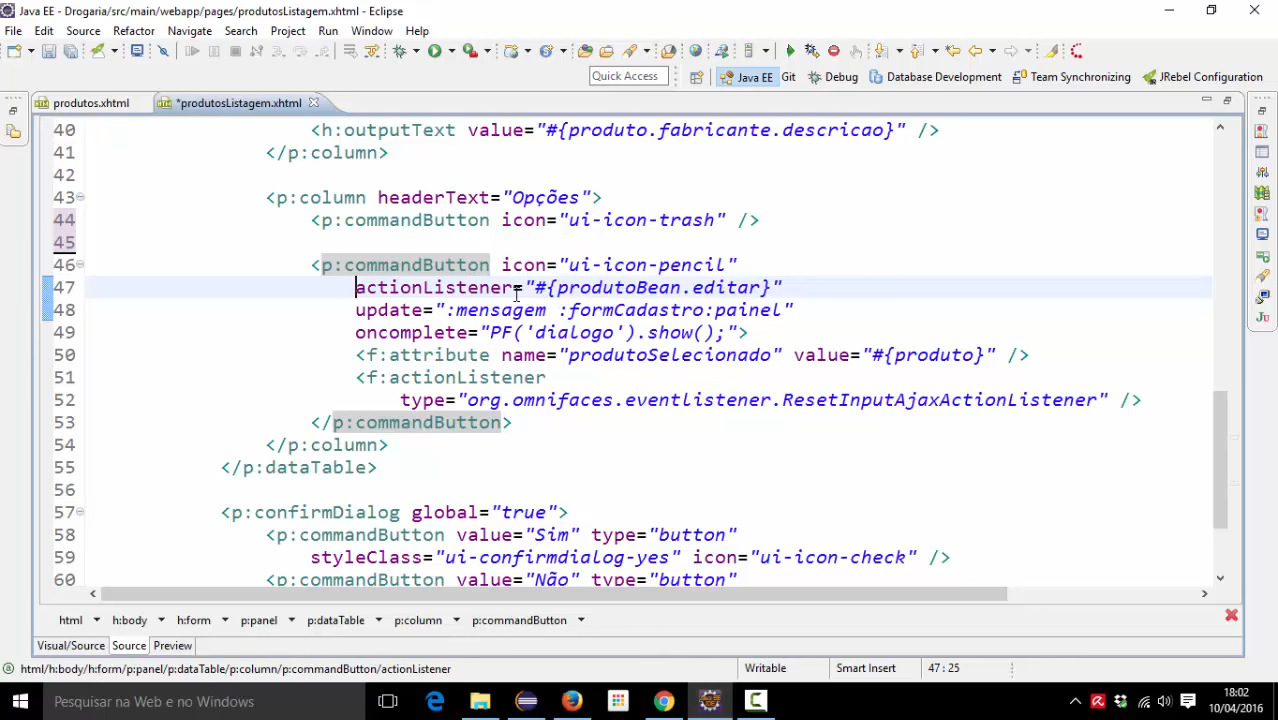 Java EE - Drogaria/src/main/webapp/pages/produtosListagem.xhtml - Eclipse
File Edit Source Refactor Navigate Search Project Run Window Help
Quick Access Java EE Git Debug Database Development Team Synchronizing JRebel Configuration
produtos.xhtml *produtosListagem.xhtml
40 <h:outputText value="#{produto.fabricante.descricao}" />
41 </p:column>
42
43 <p:column headerText="Opções">
44 <p:commandButton icon="ui-icon-trash" />
45
46 <p:commandButton icon="ui-icon-pencil"
47 actionListener="#{produtoBean.editar}"
48 update=":mensagem :formCadastro:painel"
49 oncomplete="PF('dialogo').show();">
50 <f:attribute name="produtoSelecionado" value="#{produto}" />
51 <f:actionListener
52 type="org.omnifaces.eventlistener.ResetInputAjaxActionListener" />
53 </p:commandButton>
54 </p:column>
55 </p:dataTable>
56
57 <p:confirmDialog global="true">
58 <p:commandButton value="Sim" type="button"
59 styleClass="ui-confirmdialog-yes" icon="ui-icon-check" />
60 <p:commandButton value="Não" type="button"
html h:body h:form p:panel p:dataTable p:column p:commandButton
Visual/Source Source Preview
html/h:body/h:form/p:panel/p:dataTable/p:column/p:commandButton/actionListener Writable Smart Insert 47 : 25
Pesquisar na Web e no Windows
18:02
10/04/2016